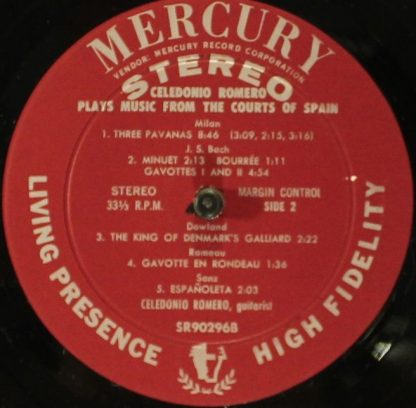 MERCURY
VENDOR: MERCURY RECORD CORPORATION
STEREO
CELEDONIO ROMERO
PLAYS MUSIC FROM THE COURTS OF SPAIN
Milan
1. THREE PAVANAS 8:46 (3:09, 2:15, 3:16)
J. S. Bach
2. MINUET 2:13 BOURRÉE 1:11
GAVOTTES I AND II 4:54
STEREO MARGIN CONTROL
33⅓ R.P.M. SIDE 2
Dowland
3. THE KING OF DENMARK'S GALLIARD 2:22
Rameau
4. GAVOTTE EN RONDEAU 1:36
Sanz
5. ESPAÑOLETA 2:03
CELEDONIO ROMERO, guitarist
SR90296B
LIVING PRESENCE
HIGH FIDELITY